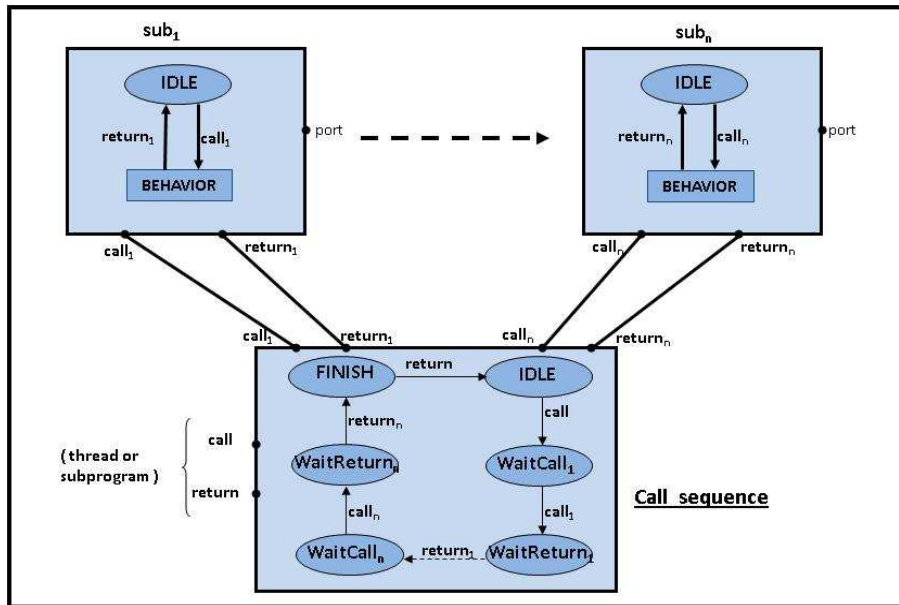 sub₁
subₙ
IDLE
return₁
call₁
BEHAVIOR
port
IDLE
returnₙ
callₙ
BEHAVIOR
port
call₁
return₁
callₙ
returnₙ
call₁
return₁
callₙ
returnₙ
FINISH
return
IDLE
returnₙ
call
( thread or
subprogram )
call
return
WaitReturnₙ
WaitCall₁
callₙ
call₁
Call sequence
WaitCallₙ
return₁
WaitReturn₁